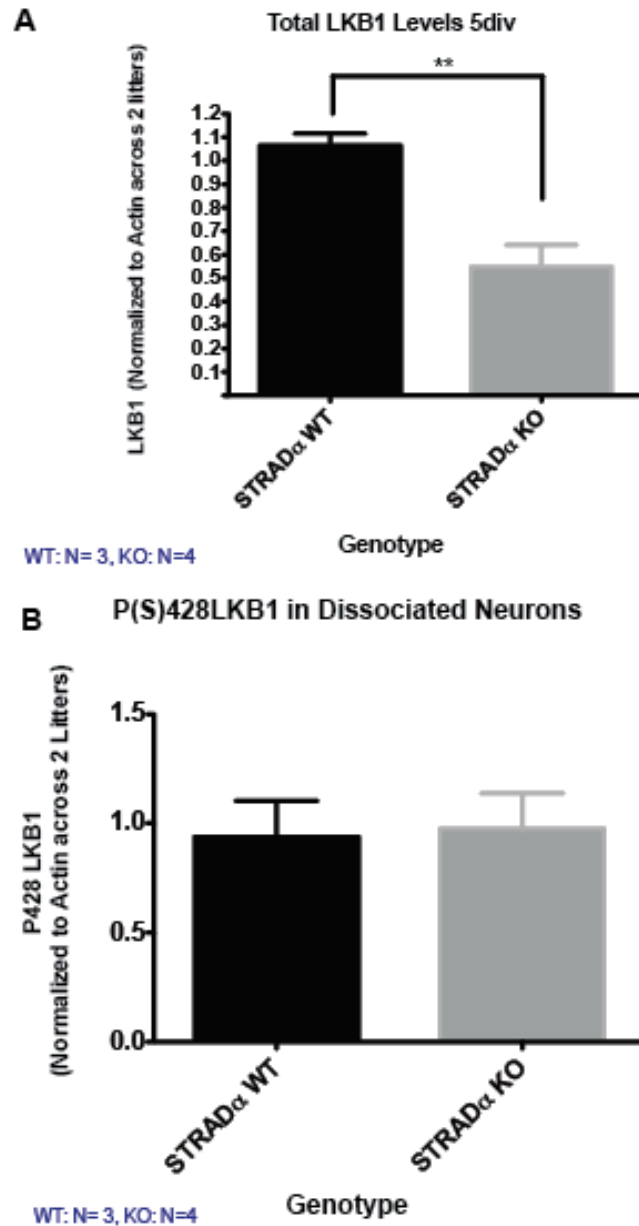 A
Total LKB1 Levels 5div
**
LKB1 (Normalized to Actin across 2 litters)
1.2
1.1
1.0
0.9
0.8
0.7
0.6
0.5
0.4
0.3
0.2
0.1
STRADα WT
STRADα KO
Genotype
WT: N= 3, KO: N=4
B
P(S)428LKB1 in Dissociated Neurons
P428 LKB1
(Normalized to Actin across 2 Litters)
1.5
1.0
0.5
0.0
STRADα WT
STRADα KO
Genotype
WT: N= 3, KO: N=4